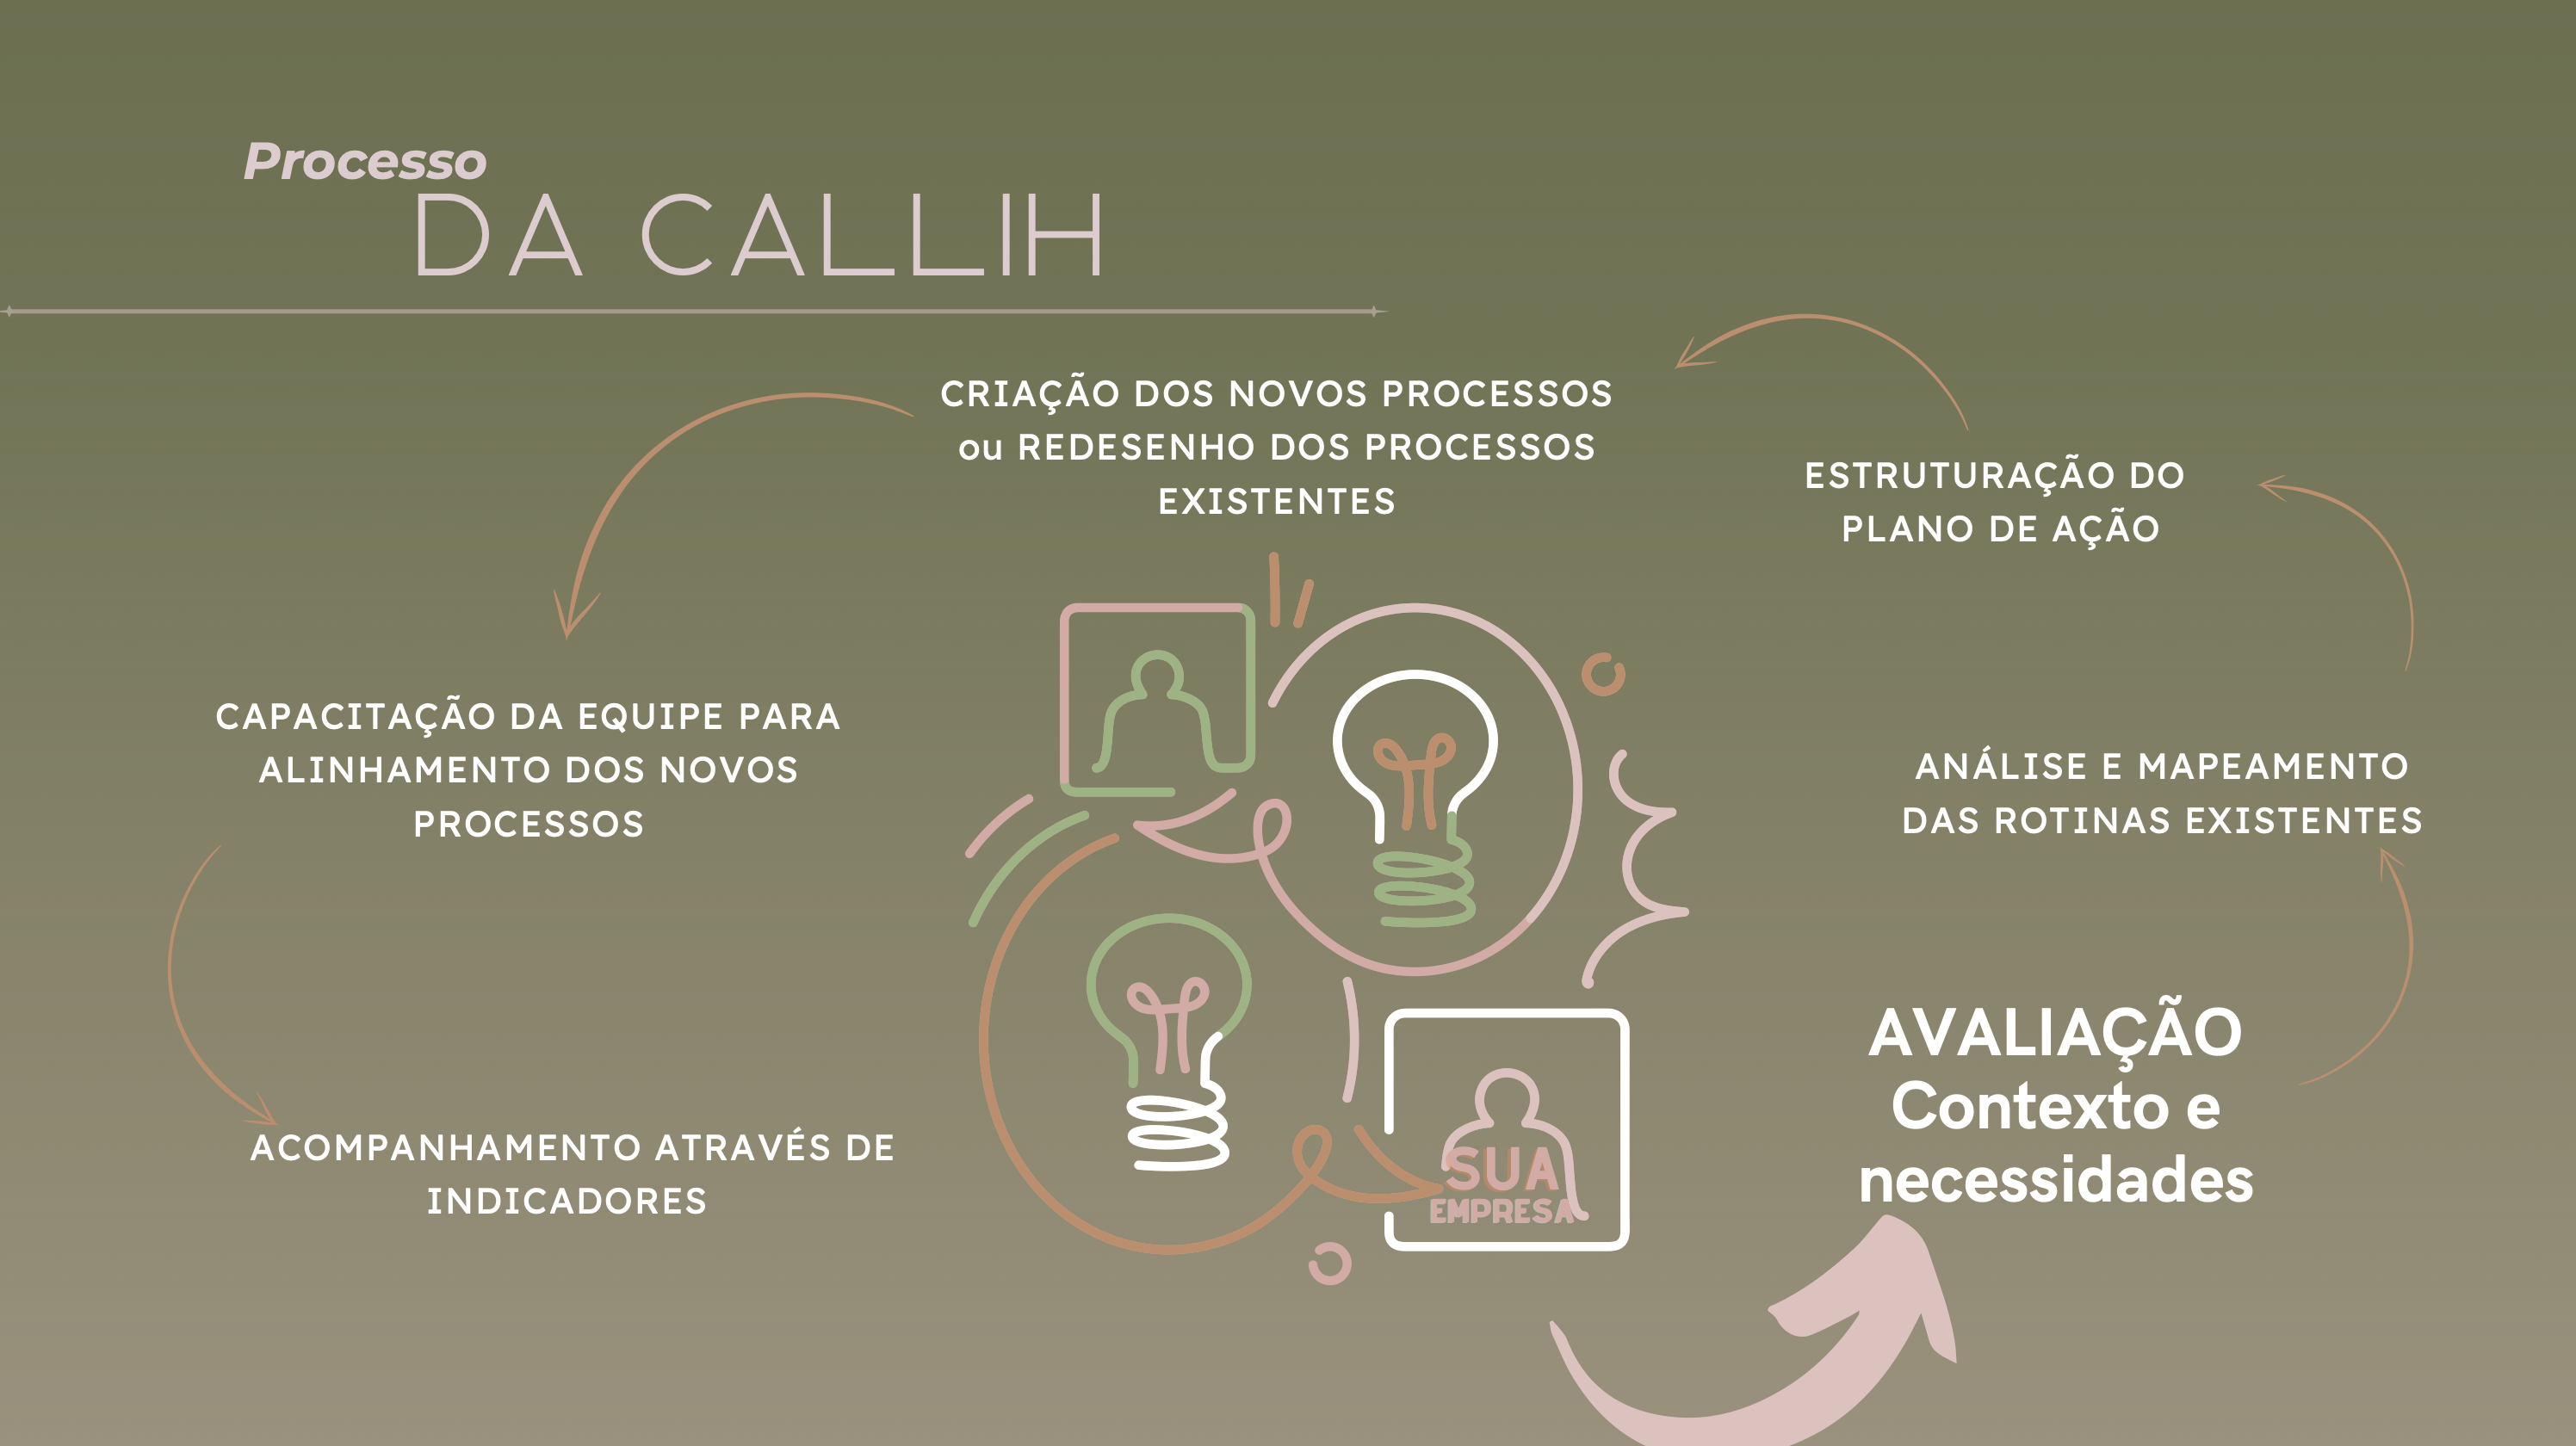 Processo
DA CALLIH
CRIAÇÃO DOS NOVOS PROCESSOS
ou REDESENHO DOS PROCESSOS
EXISTENTES
ESTRUTURAÇÃO DO
PLANO DE AÇÃO
CAPACITAÇÃO DA EQUIPE PARA
ALINHAMENTO DOS NOVOS
PROCESSOS
ANÁLISE E MAPEAMENTO
DAS ROTINAS EXISTENTES
AVALIAÇÃO
Contexto e
necessidades
ACOMPANHAMENTO ATRAVÉS DE
INDICADORES
SUA
EMPRESA